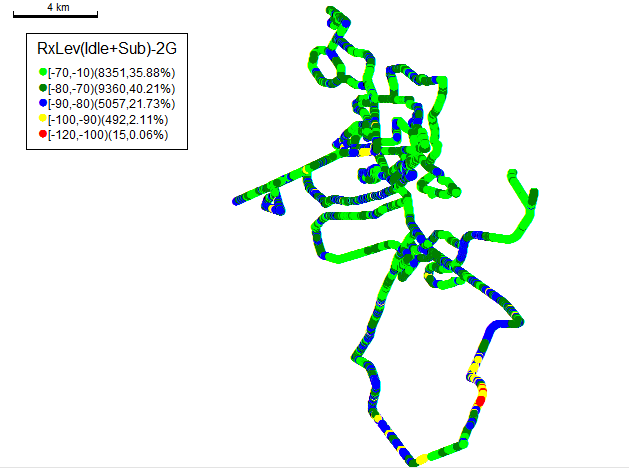 4 km
RxLev(Idle+Sub)-2G
[-70,-10)(8351,35.88%)
[-80,-70)(9360,40.21%)
[-90,-80)(5057,21.73%)
[-100,-90)(492,2.11%)
[-120,-100)(15,0.06%)